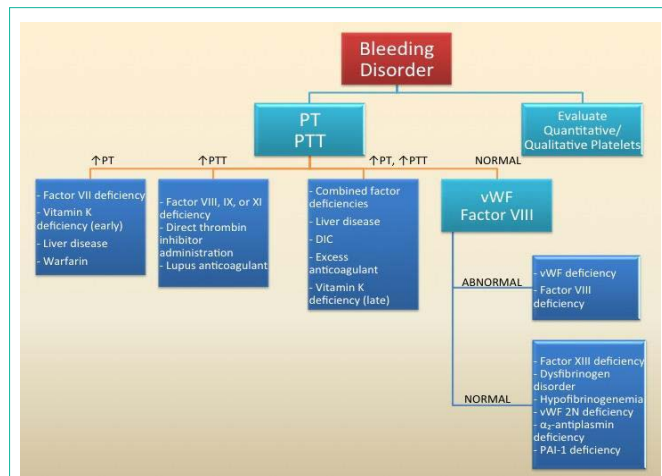 Bleeding
Disorder
PT
PTT
Evaluate
Quantitative/
Qualitative Platelets
↑PT
↑PTT
↑PT, ↑PTT
NORMAL
- Factor VII deficiency
- Vitamin K
deficiency (early)
- Liver disease
- Warfarin
- Factor VIII, IX, or XI
deficiency
- Direct thrombin
inhibitor
administration
- Lupus anticoagulant
- Combined factor
deficiencies
- Liver disease
- DIC
- Excess
anticoagulant
- Vitamin K
deficiency (late)
vWF
Factor VIII
ABNORMAL
- vWF deficiency
- Factor VIII
deficiency
NORMAL
- Factor XIII deficiency
- Dysfibrinogen
disorder
- Hypofibrinogenemia
- vWF 2N deficiency
- α₂-antiplasmin
deficiency
- PAI-1 deficiency